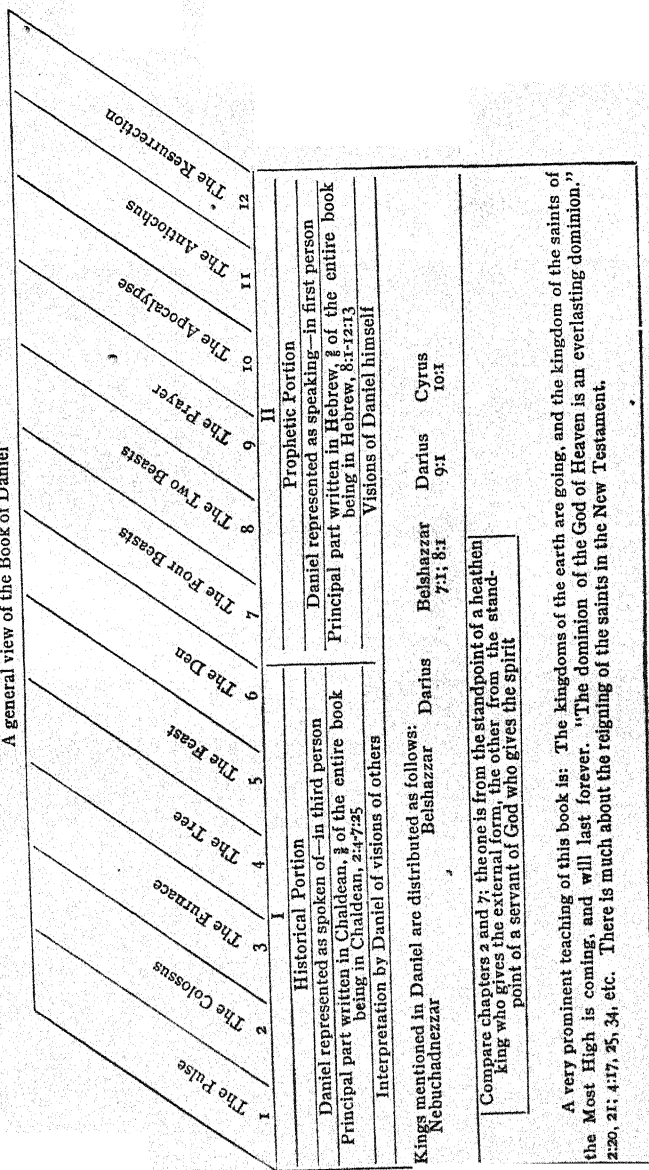 A general view of the Book of Daniel
The Pulse
The Colossus
The Furnace
The Tree
The Feast
The Den
The Four Beasts
The Two Beasts
The Prayer
The Apocalypse
The Antiochus
The Resurrection
1 2 3 4 5 6 7 8 9 10 11 12
I
Historical Portion
Daniel represented as spoken of—in third person
Principal part written in Chaldean, of the entire book
being in Chaldean, 2:4-7:25
Interpretation by Daniel of visions of others
II
Prophetic Portion
Daniel represented as speaking—in first person
Principal part written in Hebrew, of the entire book
being in Hebrew, 8:1-12:13
Visions of Daniel himself
Kings mentioned in Daniel are distributed as follows:
Nebuchadnezzar Belshazzar Darius Belshazzar Darius Cyrus
7:1; 8:1 9:1 10:1
Compare chapters 2 and 7; the one is from the standpoint of a heathen
king who gives the external form, the other from the stand-
point of a servant of God who gives the spirit
A very prominent teaching of this book is: The kingdoms of the earth are going, and the kingdom of the saints of
the Most High is coming, and will last forever. "The dominion of the God of Heaven is an everlasting dominion."
2:20, 21; 4:17, 25, 34, etc. There is much about the reigning of the saints in the New Testament.